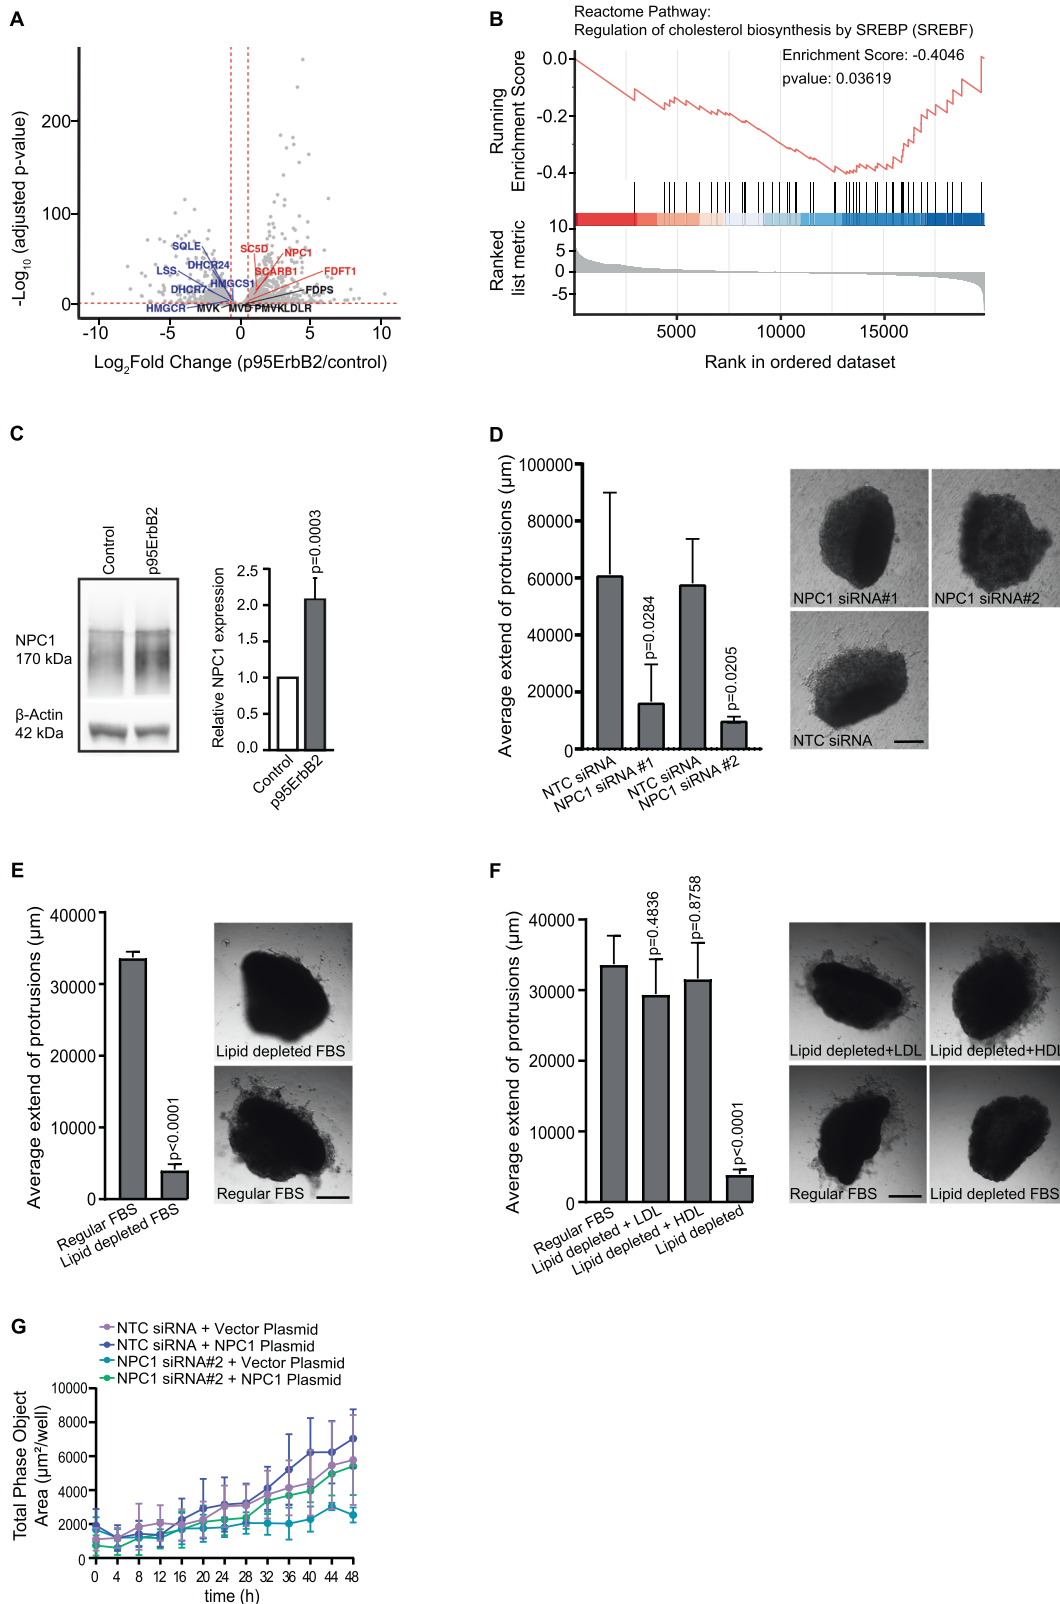 A
-Log10 (adjusted p-value)
200
100
0
SQLE
DHCR24
LSS
HMGCS1
DHCR7
HMGCR
SC5D
NPC1
SCARB1
FDFT1
FDPS
MVK
MVD
PMVK
LDLR
-10
-5
0
5
10
Log2Fold Change (p95ErbB2/control)
B
Reactome Pathway:
Regulation of cholesterol biosynthesis by SREBP (SREBF)
Enrichment Score: -0.4046
pvalue: 0.03619
Running
Enrichment Score
0.0
-0.2
-0.4
Ranked
list metric
10
5
0
-5
5000
10000
15000
Rank in ordered dataset
C
Control
p95ErbB2
NPC1
170 kDa
β-Actin
42 kDa
Relative NPC1 expression
2.5
2.0
1.5
1.0
0.5
0.0
p=0.0003
Control
p95ErbB2
D
Average extend of protrusions (µm)
100000
80000
60000
40000
20000
0
p=0.0284
p=0.0205
NTC siRNA
NPC1 siRNA #1
NTC siRNA
NPC1 siRNA #2
NPC1 siRNA#1
NPC1 siRNA#2
NTC siRNA
E
Average extend of protrusions (µm)
40000
30000
20000
10000
0
p<0.0001
Regular FBS
Lipid depleted FBS
Lipid depleted FBS
Regular FBS
F
Average extend of protrusions (µm)
40000
30000
20000
10000
0
p=0.4836
p=0.8758
p<0.0001
Regular FBS
Lipid depleted + LDL
Lipid depleted + HDL
Lipid depleted
Lipid depleted+LDL
Lipid depleted+HDL
Regular FBS
Lipid depleted FBS
G
NTC siRNA + Vector Plasmid
NTC siRNA + NPC1 Plasmid
NPC1 siRNA#2 + Vector Plasmid
NPC1 siRNA#2 + NPC1 Plasmid
Total Phase Object
Area (µm²/well)
10000
8000
6000
4000
2000
0
0 4 8 12 16 20 24 28 32 36 40 44 48
time (h)